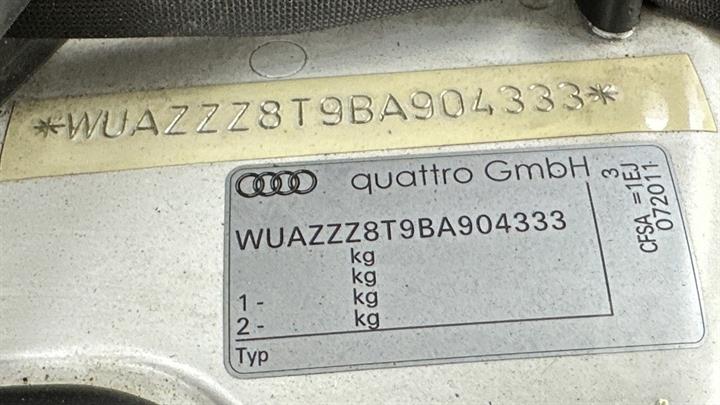 *WUAZZZ8T9BA904333*
quattro GmbH
WUAZZZ8T9BA904333
kg
kg
1 - kg
2 - kg
Typ
3
CFSA =1EJ
072011